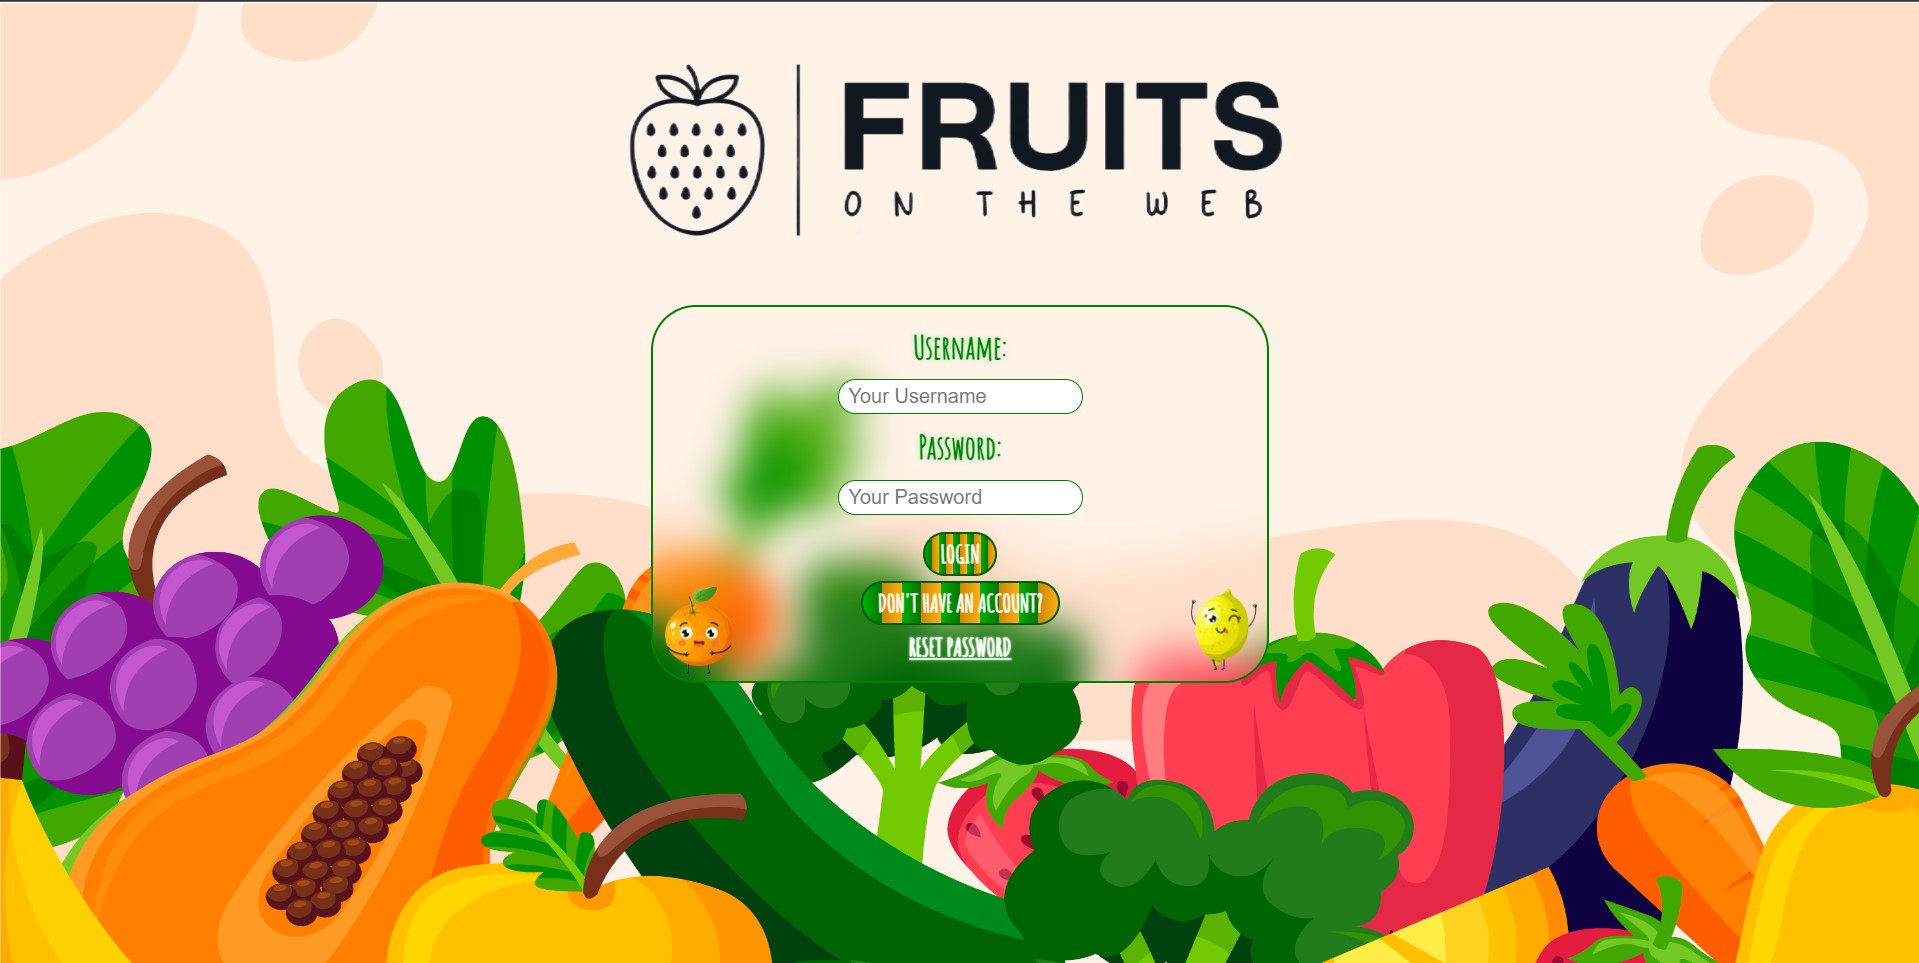 FRUITS
ON THE WEB
Username:
Your Username
Password:
Your Password
LOGIN
DON'T HAVE AN ACCOUNT?
RESET PASSWORD